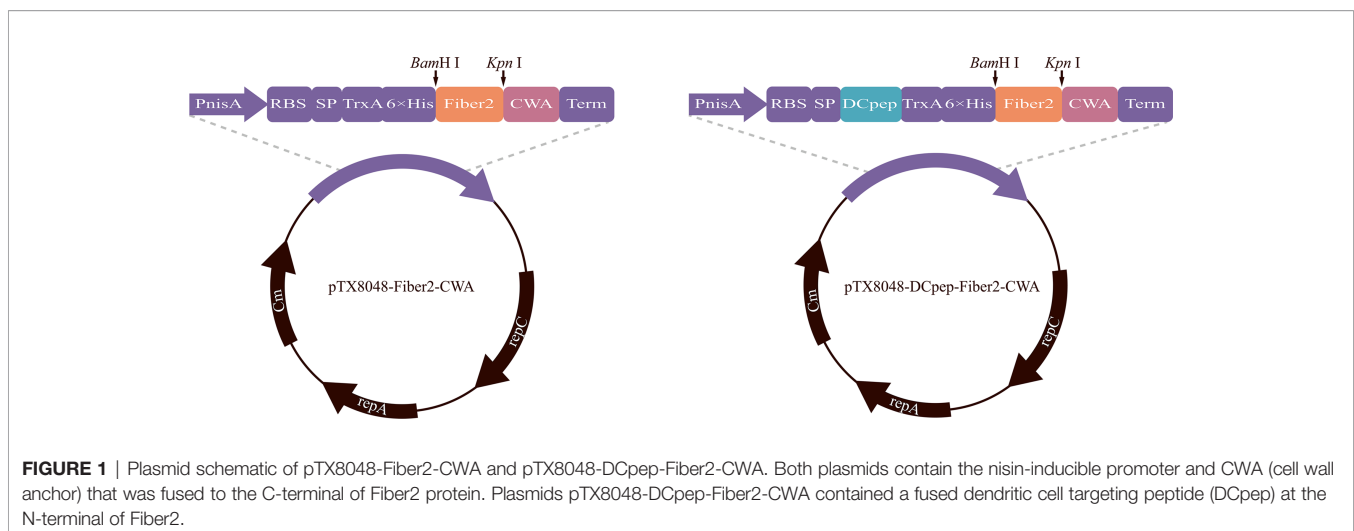 BamH I Kpn I
PnisA RBS SP TrxA 6×His Fiber2 CWA Term
pTX8048-Fiber2-CWA
Cm
repC
repA
BamH I Kpn I
PnisA RBS SP DCpep TrxA 6×His Fiber2 CWA Term
pTX8048-DCpep-Fiber2-CWA
Cm
repC
repA
FIGURE 1 | Plasmid schematic of pTX8048-Fiber2-CWA and pTX8048-DCpep-Fiber2-CWA. Both plasmids contain the nisin-inducible promoter and CWA (cell wall
anchor) that was fused to the C-terminal of Fiber2 protein. Plasmids pTX8048-DCpep-Fiber2-CWA contained a fused dendritic cell targeting peptide (DCpep) at the
N-terminal of Fiber2.